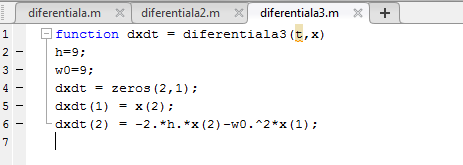 diferentiala.m × diferentiala2.m × diferentiala3.m × +
1 function dxdt = diferentiala3(t,x)
2 – h=9;
3 – w0=9;
4 – dxdt = zeros(2,1);
5 – dxdt(1) = x(2);
6 – dxdt(2) = -2.*h.*x(2)-w0.^2*x(1);
7